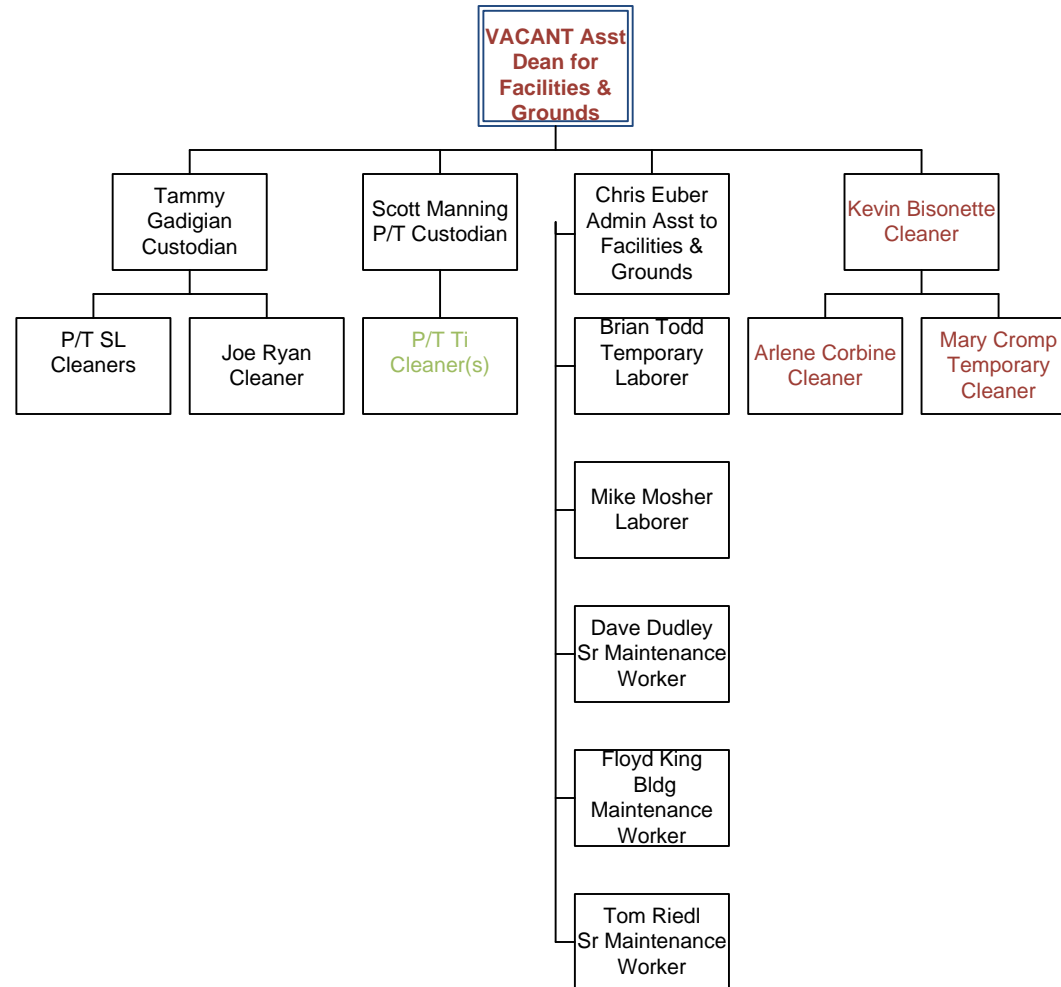 VACANT Asst
Dean for
Facilities &
Grounds
Tammy
Gadigian
Custodian
Scott Manning
P/T Custodian
Chris Euber
Admin Asst to
Facilities &
Grounds
Kevin Bisonette
Cleaner
P/T SL
Cleaners
Joe Ryan
Cleaner
P/T Ti
Cleaner(s)
Brian Todd
Temporary
Laborer
Arlene Corbine
Cleaner
Mary Cromp
Temporary
Cleaner
Mike Mosher
Laborer
Dave Dudley
Sr Maintenance
Worker
Floyd King
Bldg
Maintenance
Worker
Tom Riedl
Sr Maintenance
Worker